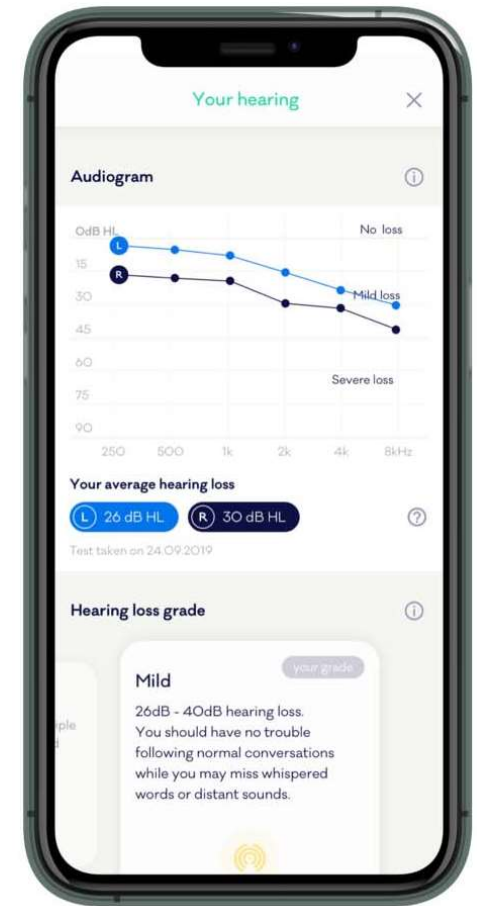 Your hearing
Audiogram
0dB HL
No loss
L
15
R
30
Mild loss
45
60
Severe loss
75
90
250 500 1k 2k 4k 8kHz
Your average hearing loss
L 26 dB HL R 30 dB HL
Test taken on 24.09.2019
Hearing loss grade
your grade
Mild
26dB - 40dB hearing loss.
You should have no trouble
following normal conversations
while you may miss whispered
words or distant sounds.